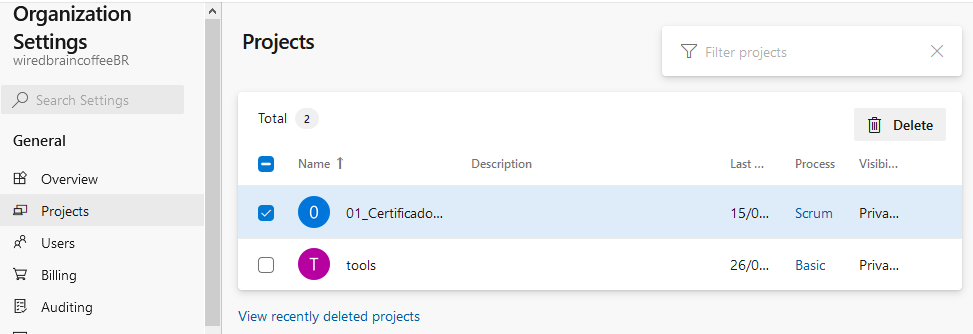 Organization
Settings
wiredbraincoffeeBR
Search Settings
General
Overview
Projects
Users
Billing
Auditing
Projects
Filter projects
Total 2
Delete
Name Description Last ... Process Visibi...
0 01_Certificado... 15/0... Scrum Priva...
T tools 26/0... Basic Priva...
View recently deleted projects